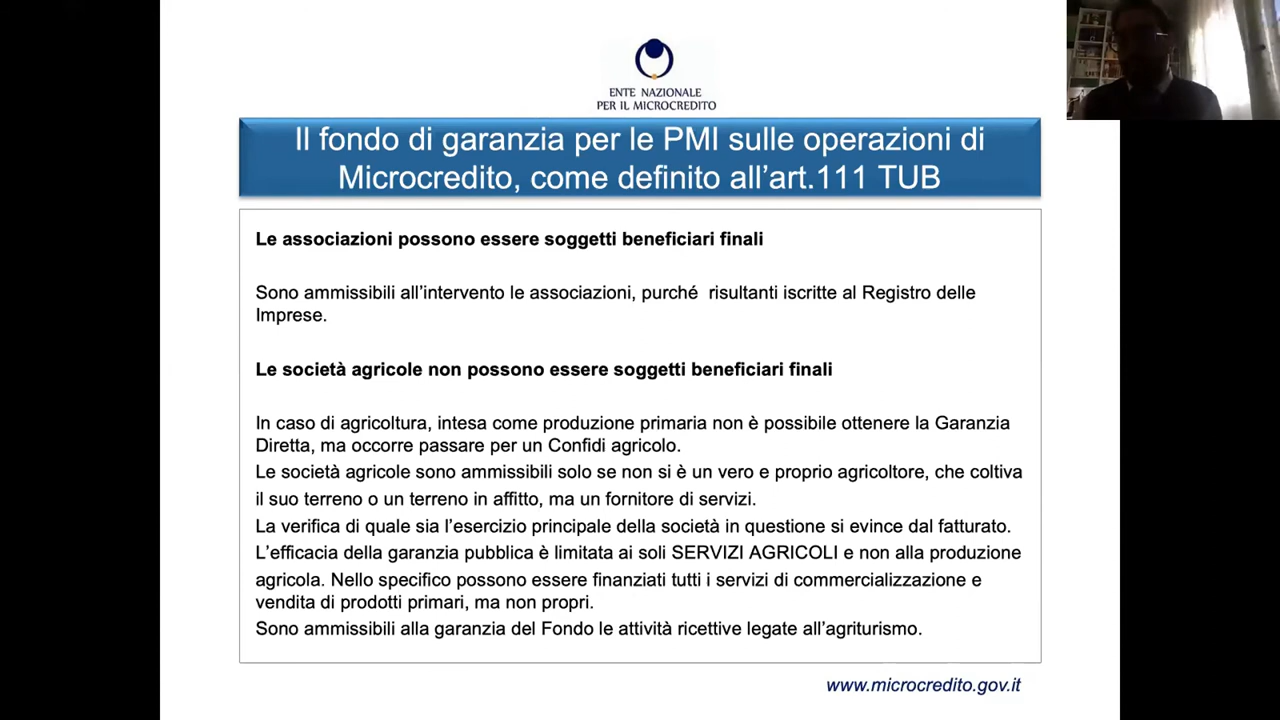 ENTE NAZIONALE
PER IL MICROCREDITO
Il fondo di garanzia per le PMI sulle operazioni di
Microcredito, come definito all’art.111 TUB
Le associazioni possono essere soggetti beneficiari finali
Sono ammissibili all’intervento le associazioni, purché risultanti iscritte al Registro delle
Imprese.
Le società agricole non possono essere soggetti beneficiari finali
In caso di agricoltura, intesa come produzione primaria non è possibile ottenere la Garanzia
Diretta, ma occorre passare per un Confidi agricolo.
Le società agricole sono ammissibili solo se non si è un vero e proprio agricoltore, che coltiva
il suo terreno o un terreno in affitto, ma un fornitore di servizi.
La verifica di quale sia l’esercizio principale della società in questione si evince dal fatturato.
L’efficacia della garanzia pubblica è limitata ai soli SERVIZI AGRICOLI e non alla produzione
agricola. Nello specifico possono essere finanziati tutti i servizi di commercializzazione e
vendita di prodotti primari, ma non propri.
Sono ammissibili alla garanzia del Fondo le attività ricettive legate all’agriturismo.
www.microcredito.gov.it